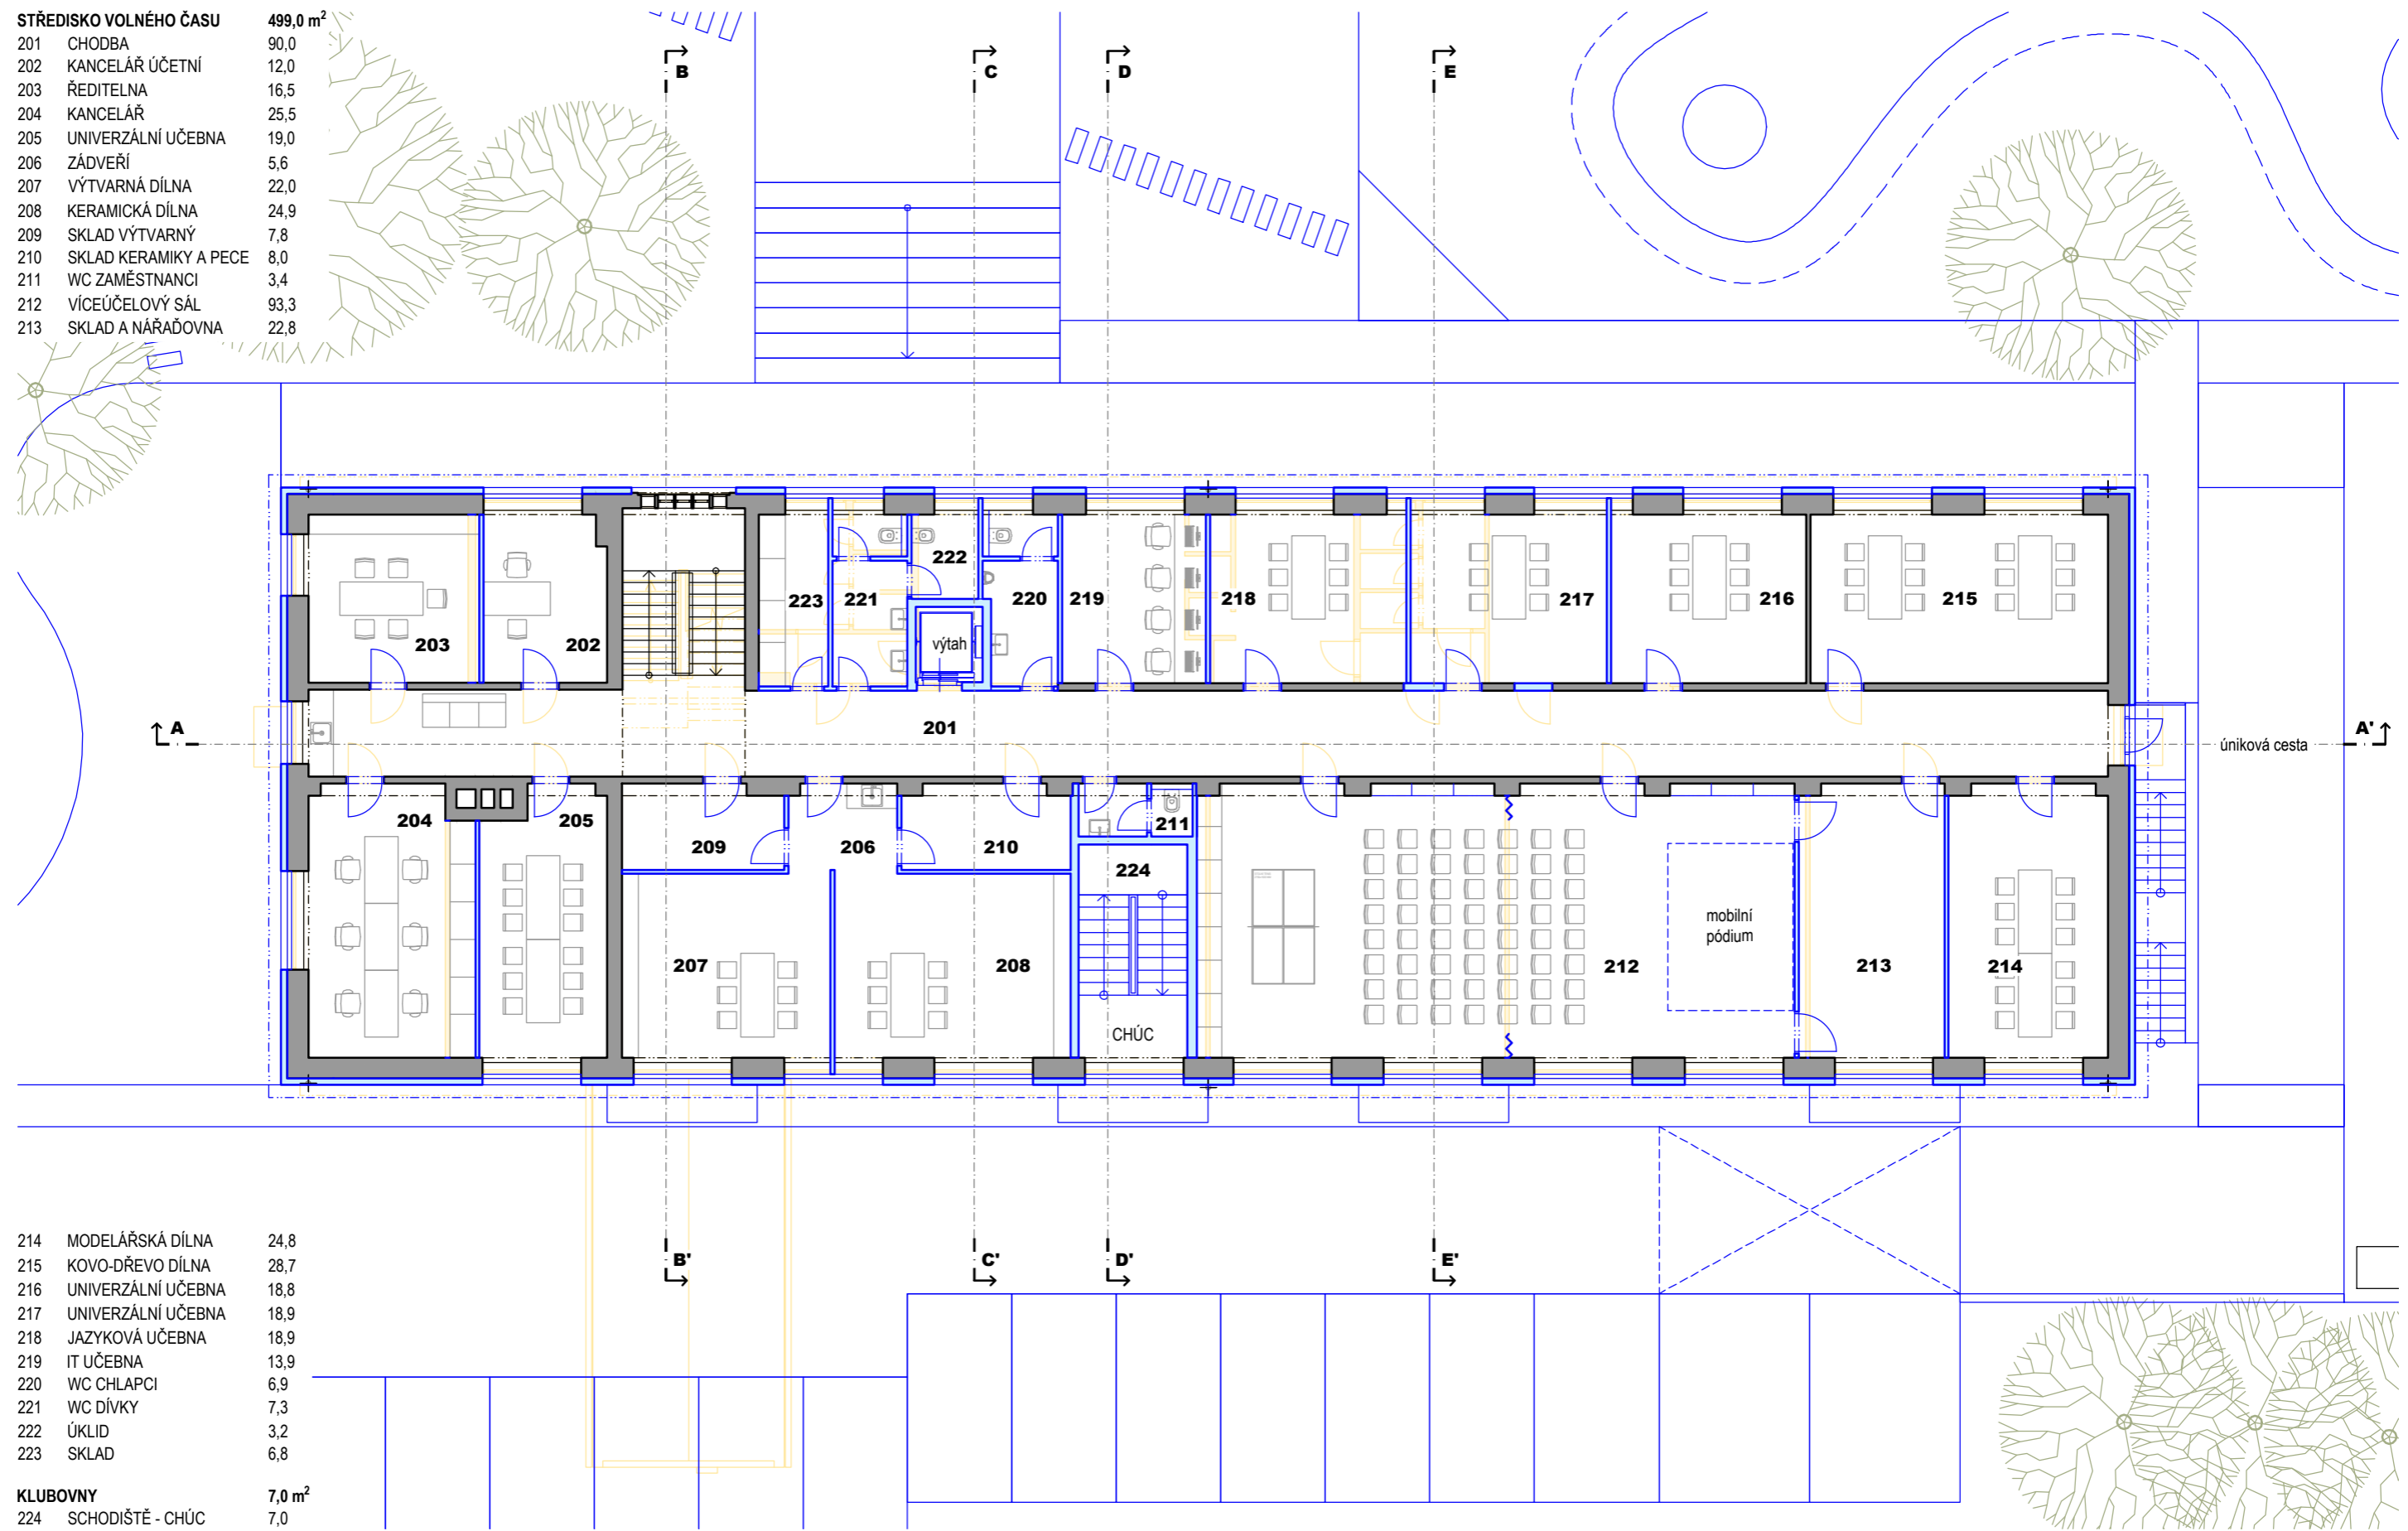 STŘEDISKO VOLNÉHO ČASU 499,0 m²
201 CHODBA 90,0
202 KANCELÁŘ ÚČETNÍ 12,0
203 ŘEDITELNA 16,5
204 KANCELÁŘ 25,5
205 UNIVERZÁLNÍ UČEBNA 19,0
206 ZÁDVEŘÍ 5,6
207 VÝTVARNÁ DÍLNA 22,0
208 KERAMICKÁ DÍLNA 24,9
209 SKLAD VÝTVARNÝ 7,8
210 SKLAD KERAMIKY A PECE 8,0
211 WC ZAMĚSTNANCI 3,4
212 VÍCEÚČELOVÝ SÁL 93,3
213 SKLAD A NÁŘAĎOVNA 22,8
B
C
D
E
222
223
221
220
219
218
217
216
215
203
202
výtah
A
201
A'
úniková cesta
204
205
209
206
210
211
224
mobilní
pódium
207
208
212
213
214
CHÚC
B'
C'
D'
E'
214 MODELÁŘSKÁ DÍLNA 24,8
215 KOVO-DŘEVO DÍLNA 28,7
216 UNIVERZÁLNÍ UČEBNA 18,8
217 UNIVERZÁLNÍ UČEBNA 18,9
218 JAZYKOVÁ UČEBNA 18,9
219 IT UČEBNA 13,9
220 WC CHLAPCI 6,9
221 WC DÍVKY 7,3
222 ÚKLID 3,2
223 SKLAD 6,8
KLUBOVNY 7,0 m²
224 SCHODIŠTĚ - CHÚC 7,0